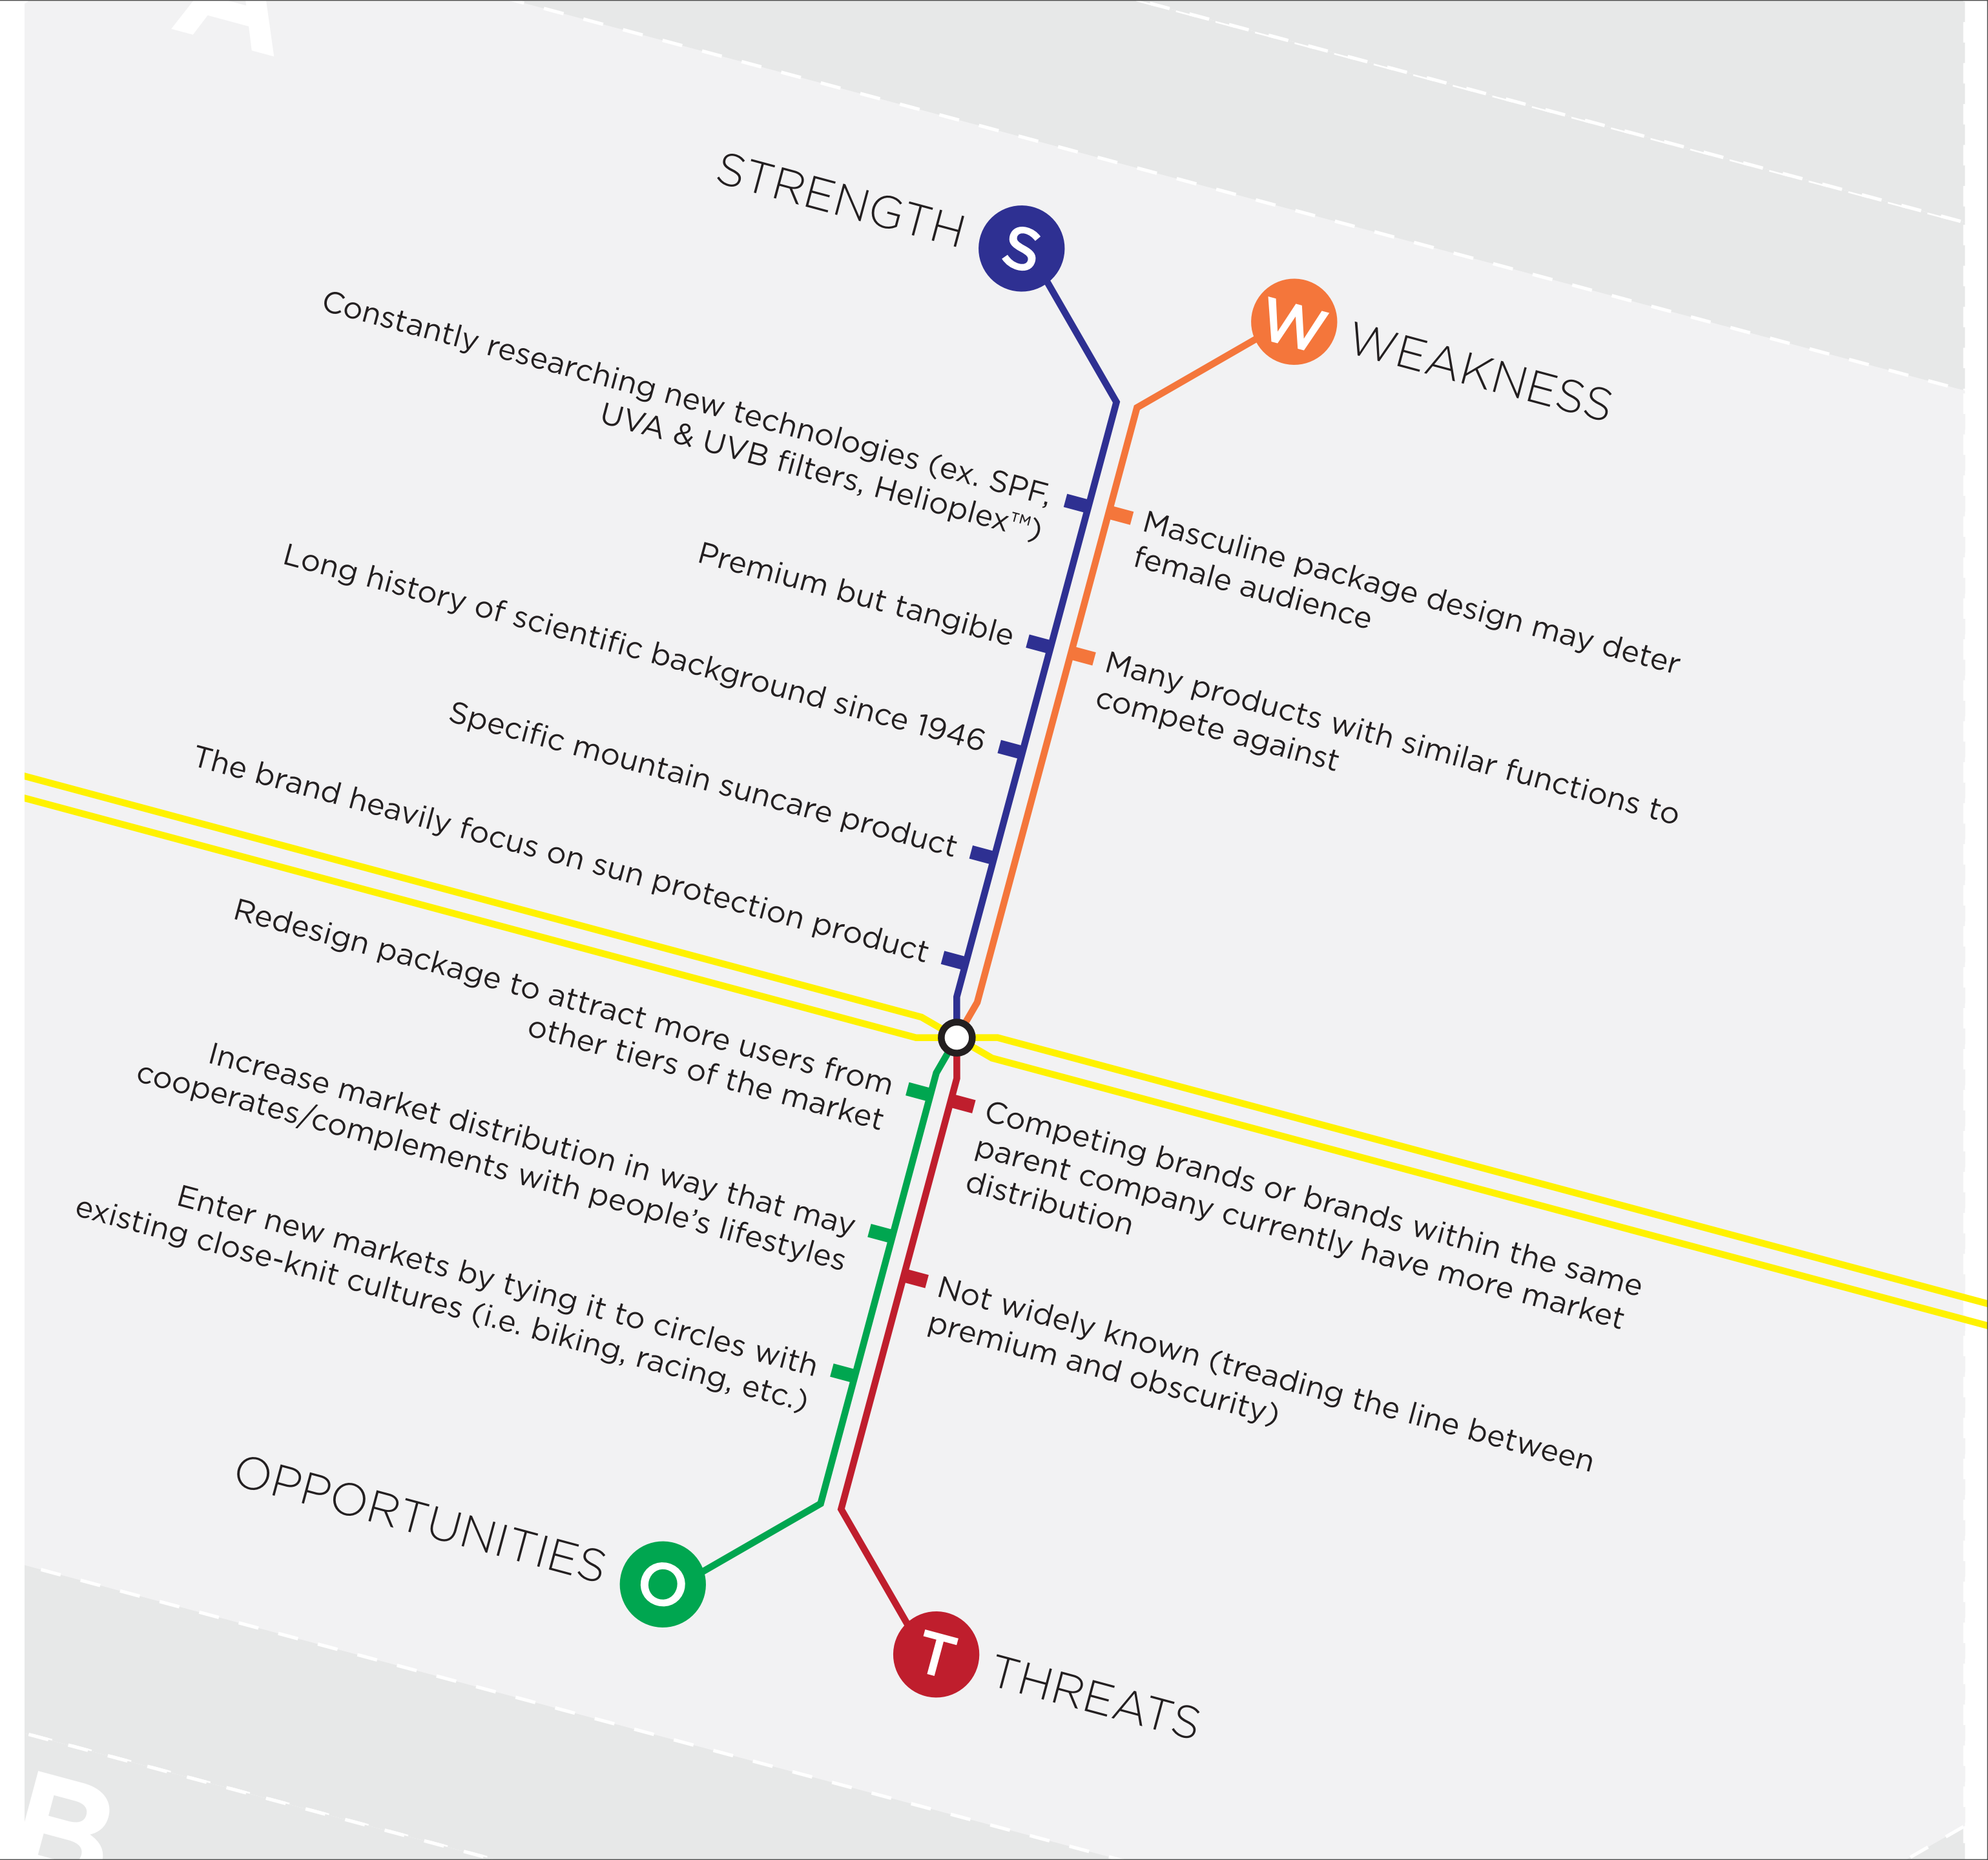 A
STRENGTH
S
Constantly researching new technologies (ex. SPF,
UVA & UVB filters, Helioplex™)
Premium but tangible
Long history of scientific background since 1946
Specific mountain suncare product
The brand heavily focus on sun protection product
W
WEAKNESS
Masculine package design may deter
female audience
Many products with similar functions to
compete against
Redesign package to attract more users from
other tiers of the market
Increase market distribution in way that may
cooperates/complements with people’s lifestyles
Enter new markets by tying it to circles with
existing close-knit cultures (i.e. biking, racing, etc.)
OPPORTUNITIES
O
Competing brands or brands within the same
parent company currently have more market
distribution
Not widely known (treading the line between
premium and obscurity)
T
THREATS
B